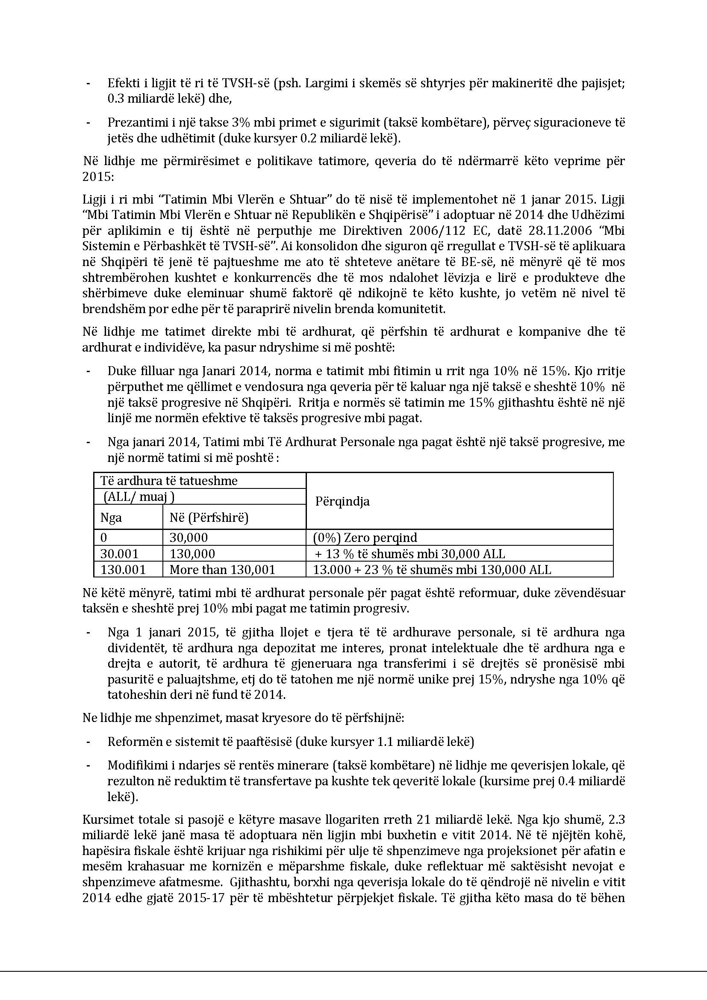 - Efekti i ligjit të ri të TVSH-së (psh. Largimi i skemës së shtyrjes për makineritë dhe pajisjet;
0.3 miliardë lekë) dhe,
- Prezantimi i një takse 3% mbi primet e sigurimit (taksë kombëtare), përveç siguracioneve të
jetës dhe udhëtimit (duke kursyer 0.2 miliardë lekë).
Në lidhje me përmirësimet e politikave tatimore, qeveria do të ndërmarrë këto veprime për
2015:
Ligji i ri mbi “Tatimin Mbi Vlerën e Shtuar” do të nisë të implementohet në 1 janar 2015. Ligji
“Mbi Tatimin Mbi Vlerën e Shtuar në Republikën e Shqipërisë” i adoptuar në 2014 dhe Udhëzimi
për aplikimin e tij është në perputhje me Direktiven 2006/112 EC, datë 28.11.2006 “Mbi
Sistemin e Përbashkët të TVSH-së”. Ai konsolidon dhe siguron që rregullat e TVSH-së të aplikuara
në Shqipëri të jenë të pajtueshme me ato të shteteve anëtare të BE-së, në mënyrë që të mos
shtrembërohen kushtet e konkurrencës dhe të mos ndalohet lëvizja e lirë e produkteve dhe
shërbimeve duke eleminuar shumë faktorë që ndikojnë te këto kushte, jo vetëm në nivel të
brendshëm por edhe për të paraprirë nivelin brenda komunitetit.
Në lidhje me tatimet direkte mbi të ardhurat, që përfshin të ardhurat e kompanive dhe të
ardhurat e individëve, ka pasur ndryshime si më poshtë:
- Duke filluar nga Janari 2014, norma e tatimit mbi fitimin u rrit nga 10% në 15%. Kjo rritje
përputhet me qëllimet e vendosura nga qeveria për të kaluar nga një taksë e sheshtë 10% në
një taksë progresive në Shqipëri. Rritja e normës së tatimin me 15% gjithashtu është në një
linjë me normën efektive të taksës progresive mbi pagat.
- Nga janari 2014, Tatimi mbi Të Ardhurat Personale nga pagat është një taksë progresive, me
një normë tatimi si më poshtë :
Të ardhura të tatueshme
(ALL/ muaj )
Përqindja
Nga Në (Përfshirë)
0 30,000 (0%) Zero perqind
30.001 130,000 + 13 % të shumës mbi 30,000 ALL
130.001 More than 130,001 13.000 + 23 % të shumës mbi 130,000 ALL
Në këtë mënyrë, tatimi mbi të ardhurat personale për pagat është reformuar, duke zëvendësuar
taksën e sheshtë prej 10% mbi pagat me tatimin progresiv.
- Nga 1 janari 2015, të gjitha llojet e tjera të të ardhurave personale, si të ardhura nga
dividentët, të ardhura nga depozitat me interes, pronat intelektuale dhe të ardhura nga e
drejta e autorit, të ardhura të gjeneruara nga transferimi i së drejtës së pronësisë mbi
pasuritë e paluajtshme, etj do të tatohen me një normë unike prej 15%, ndryshe nga 10% që
tatoheshin deri në fund të 2014.
Ne lidhje me shpenzimet, masat kryesore do të përfshijnë:
- Reformën e sistemit të paaftësisë (duke kursyer 1.1 miliardë lekë)
- Modifikimi i ndarjes së rentës minerare (taksë kombëtare) në lidhje me qeverisjen lokale, që
rezulton në reduktim të transfertave pa kushte tek qeveritë lokale (kursime prej 0.4 miliardë
lekë).
Kursimet totale si pasojë e këtyre masave llogariten rreth 21 miliardë lekë. Nga kjo shumë, 2.3
miliardë lekë janë masa të adoptuara nën ligjin mbi buxhetin e vitit 2014. Në të njëjtën kohë,
hapësira fiskale është krijuar nga rishikimi për ulje të shpenzimeve nga projeksionet për afatin e
mesëm krahasuar me kornizën e mëparshme fiskale, duke reflektuar më saktësisht nevojat e
shpenzimeve afatmesme. Gjithashtu, borxhi nga qeverisja lokale do të qëndrojë në nivelin e vitit
2014 edhe gjatë 2015-17 për të mbështetur përpjekjet fiskale. Të gjitha këto masa do të bëhen